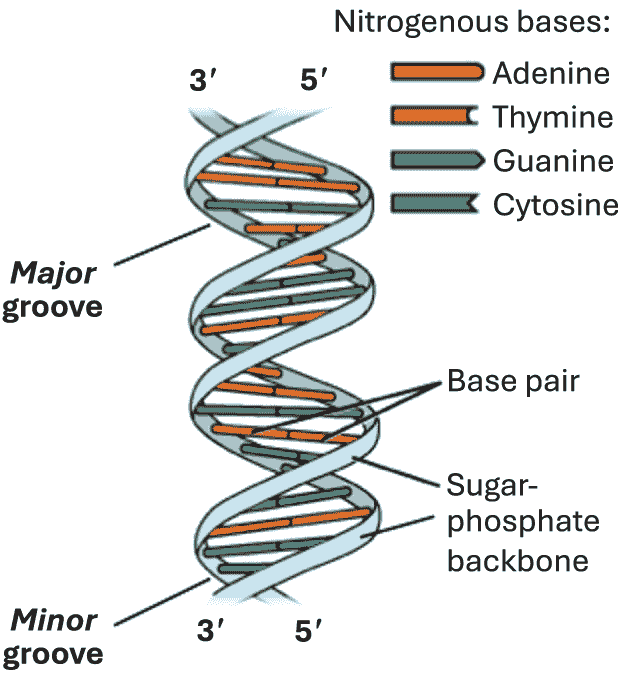 Nitrogenous bases:
3′ 5′
Adenine
Thymine
Guanine
Cytosine
Major
groove
Base pair
Sugar-
phosphate
backbone
Minor
groove
3′ 5′